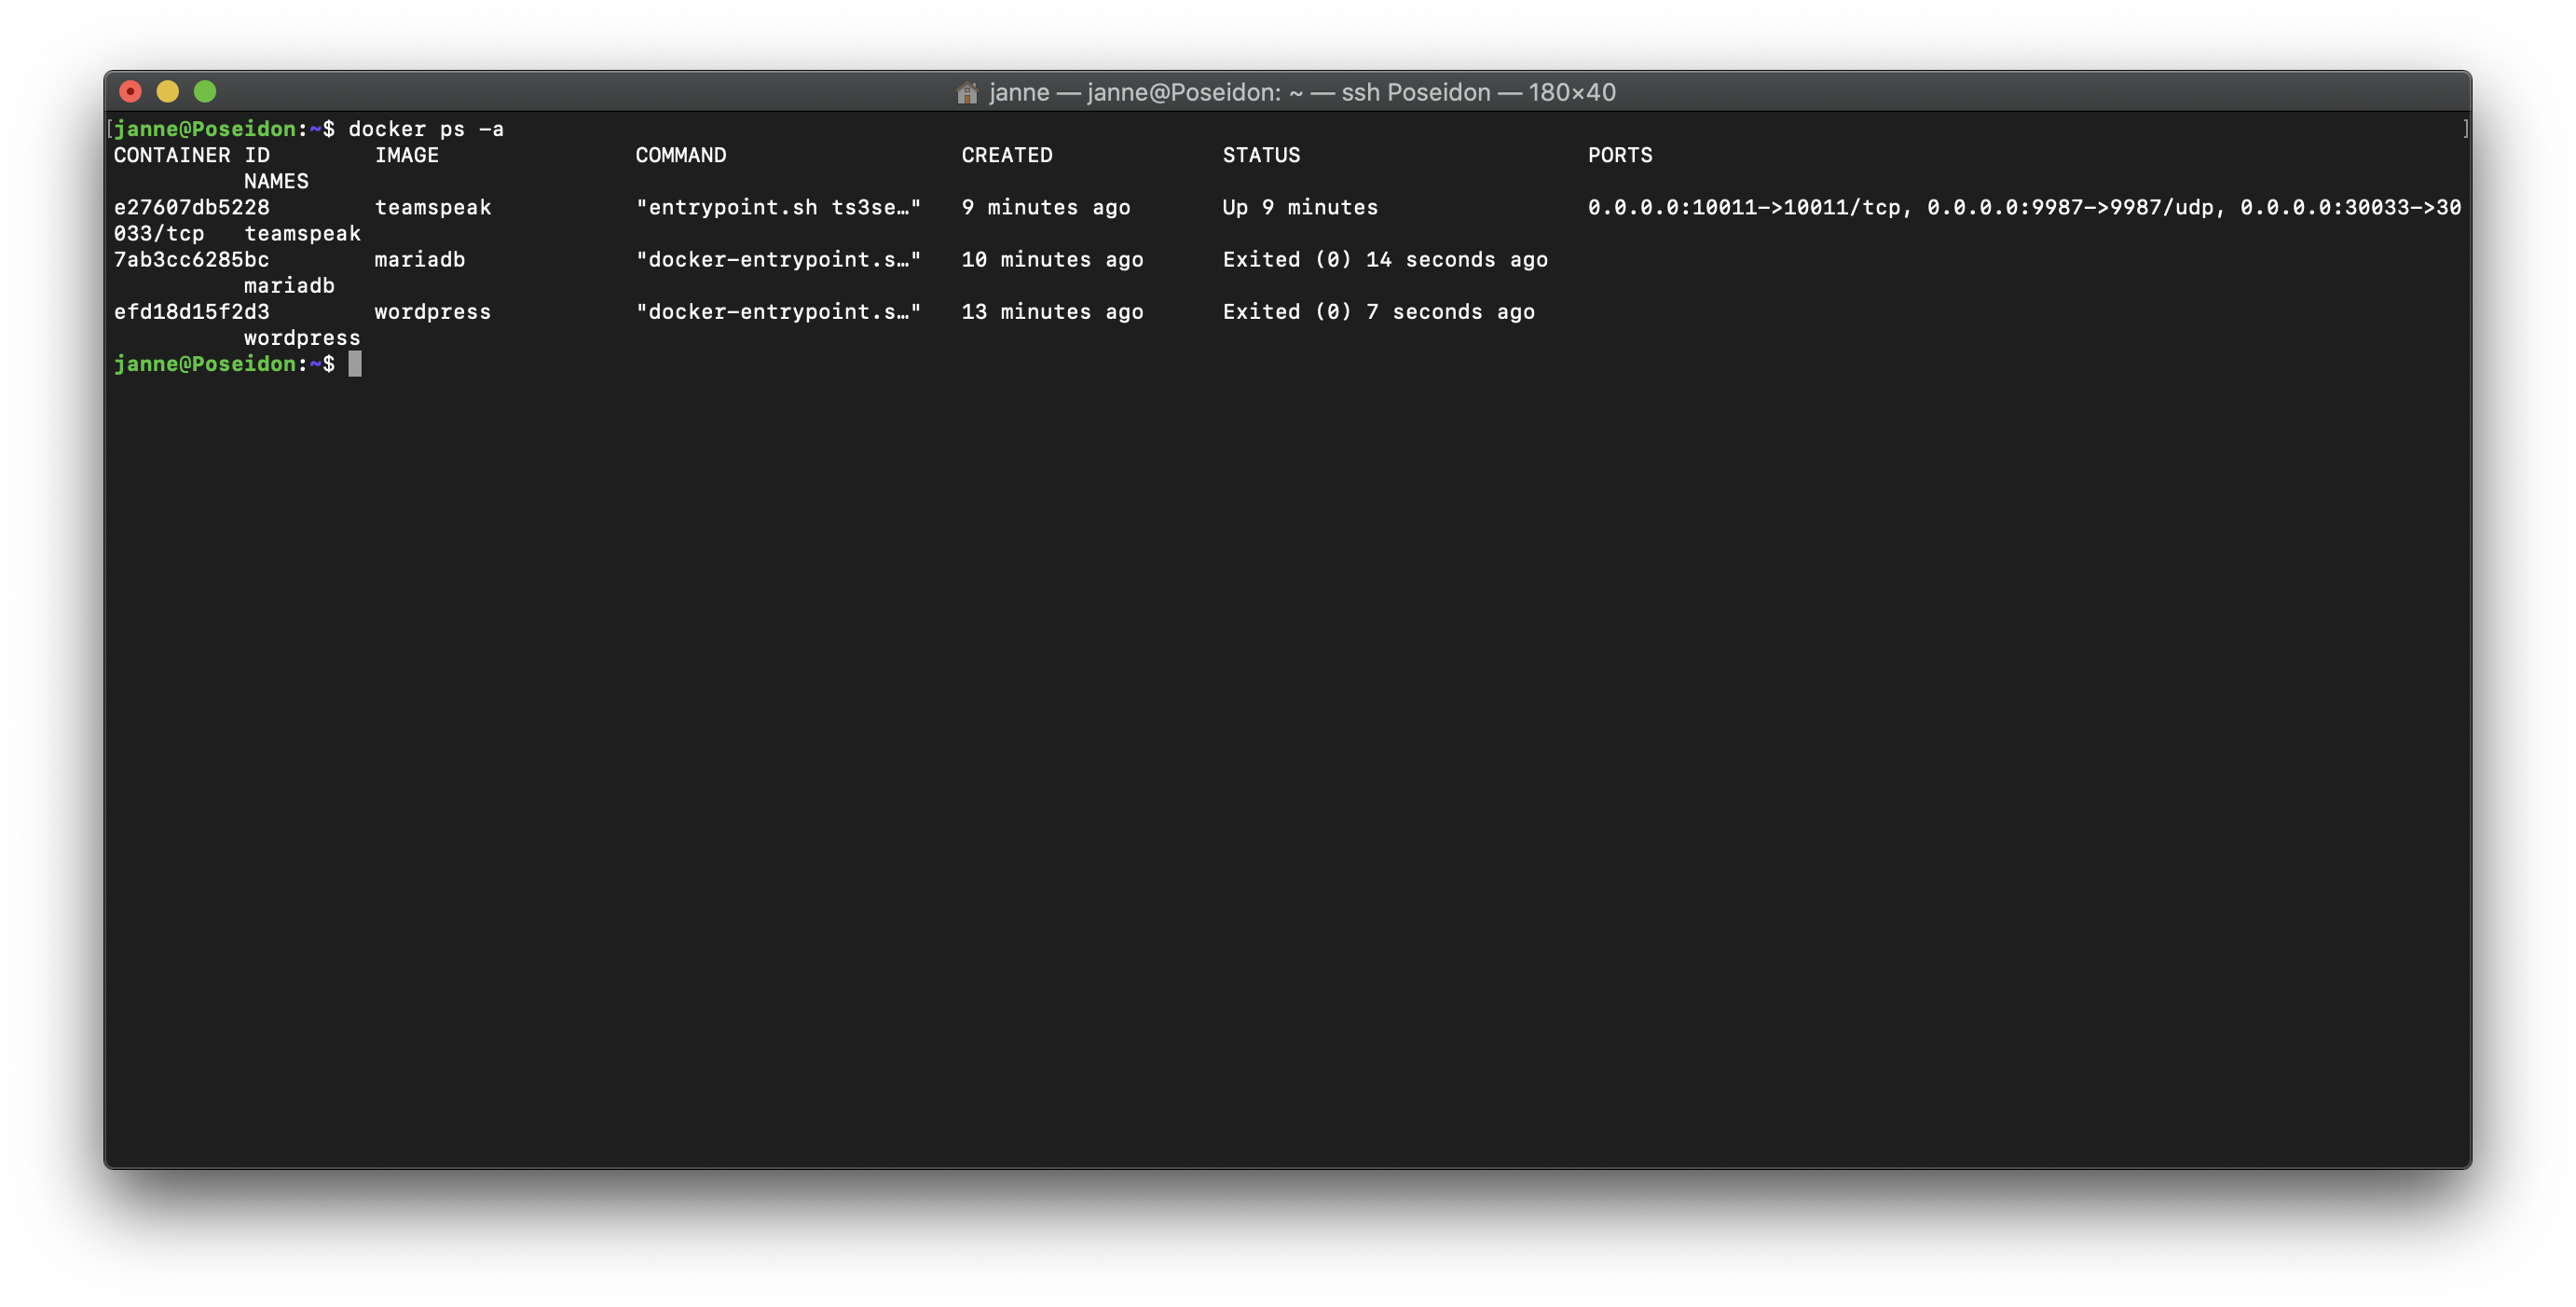 janne — janne@Poseidon: ~ — ssh Poseidon — 180×40
[janne@Poseidon:~$ docker ps -a ]
CONTAINER ID        IMAGE               COMMAND                  CREATED             STATUS                      PORTS
          NAMES
e27607db5228        teamspeak           "entrypoint.sh ts3se…"   9 minutes ago       Up 9 minutes                0.0.0.0:10011->10011/tcp, 0.0.0.0:9987->9987/udp, 0.0.0.0:30033->30
033/tcp   teamspeak
7ab3cc6285bc        mariadb             "docker-entrypoint.s…"   10 minutes ago      Exited (0) 14 seconds ago
          mariadb
efd18d15f2d3        wordpress           "docker-entrypoint.s…"   13 minutes ago      Exited (0) 7 seconds ago
          wordpress
janne@Poseidon:~$